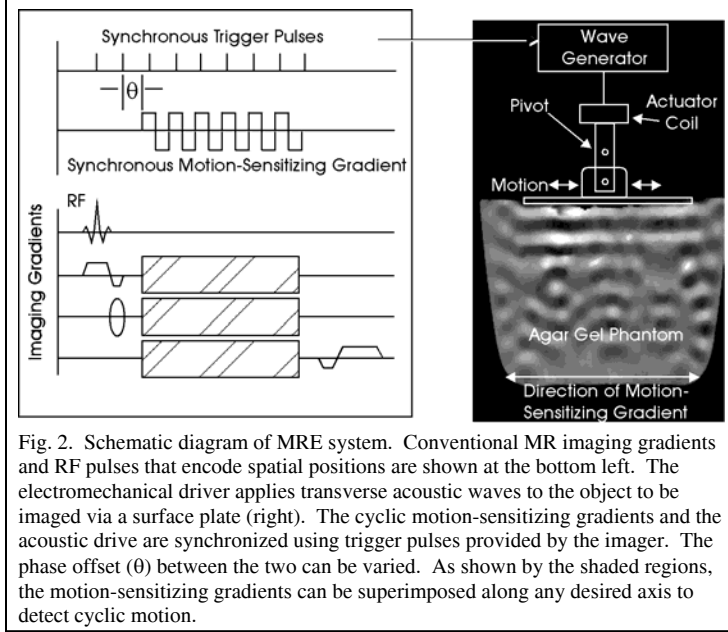 Synchronous Trigger Pulses
θ
Synchronous Motion-Sensitizing Gradient
RF
Imaging Gradients
Wave
Generator
Pivot
Actuator
Coil
Motion
Agar Gel Phantom
Direction of Motion-
Sensitizing Gradient
Fig. 2.  Schematic diagram of MRE system.  Conventional MR imaging gradients
and RF pulses that encode spatial positions are shown at the bottom left.  The
electromechanical driver applies transverse acoustic waves to the object to be
imaged via a surface plate (right).  The cyclic motion-sensitizing gradients and the
acoustic drive are synchronized using trigger pulses provided by the imager.  The
phase offset (θ) between the two can be varied.  As shown by the shaded regions,
the motion-sensitizing gradients can be superimposed along any desired axis to
detect cyclic motion.